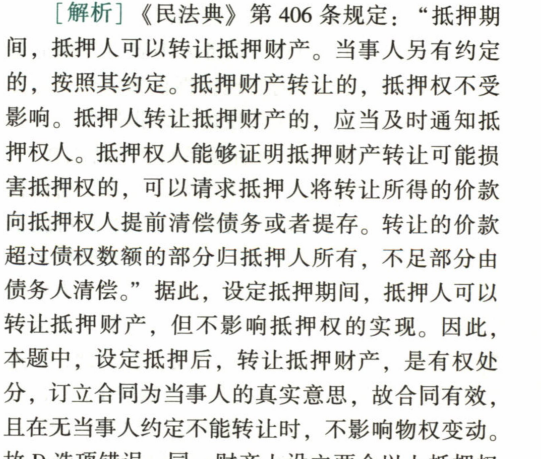 [解析]《民法典》第 406 条规定：“抵押期
间，抵押人可以转让抵押财产。当事人另有约定
的，按照其约定。抵押财产转让的，抵押权不受
影响。抵押人转让抵押财产的，应当及时通知抵
押权人。抵押权人能够证明抵押财产转让可能损
害抵押权的，可以请求抵押人将转让所得的价款
向抵押权人提前清偿债务或者提存。转让的价款
超过债权数额的部分归抵押人所有，不足部分由
债务人清偿。”据此，设定抵押期间，抵押人可以
转让抵押财产，但不影响抵押权的实现。因此，
本题中，设定抵押后，转让抵押财产，是有权处
分，订立合同为当事人的真实意思，故合同有效，
且在无当事人约定不能转让时，不影响物权变动。